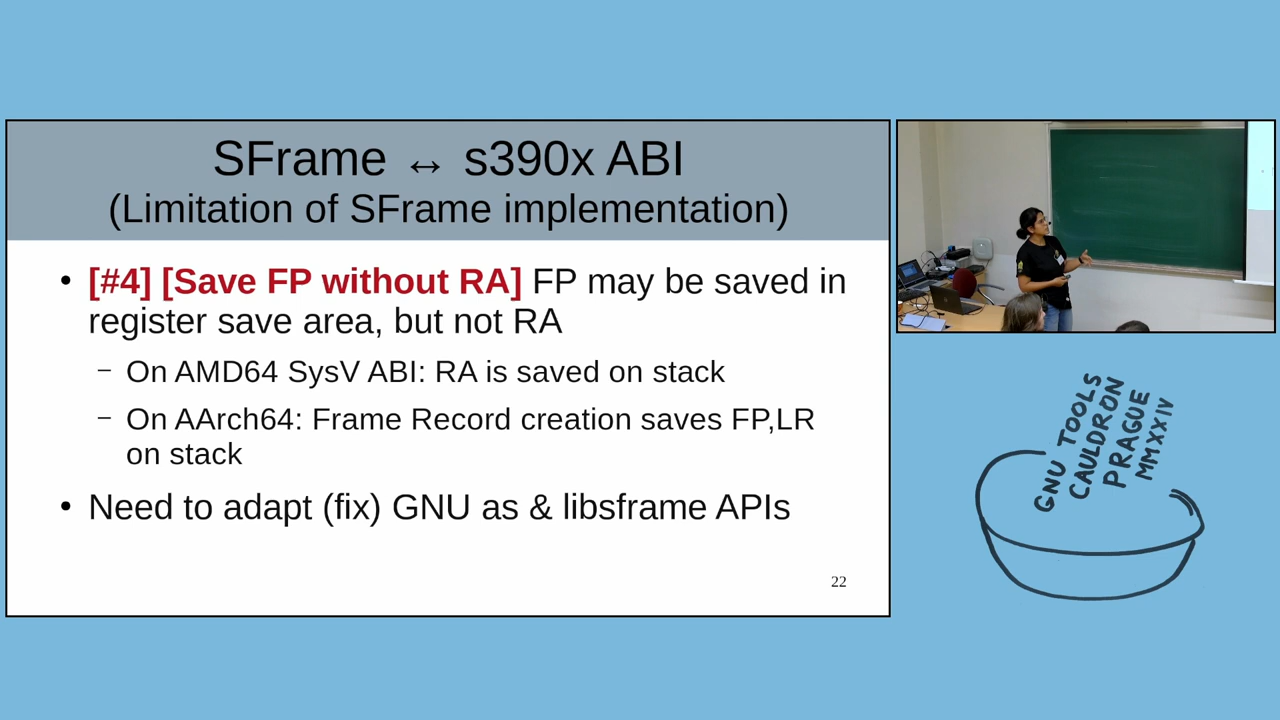 SFrame ↔ s390x ABI
(Limitation of SFrame implementation)
• [#4] [Save FP without RA] FP may be saved in
register save area, but not RA
– On AMD64 SysV ABI: RA is saved on stack
– On AArch64: Frame Record creation saves FP,LR
on stack
• Need to adapt (fix) GNU as & libsframe APIs
22
GNU TOOLS
CAULDRON
PRAGUE
MMXXIV